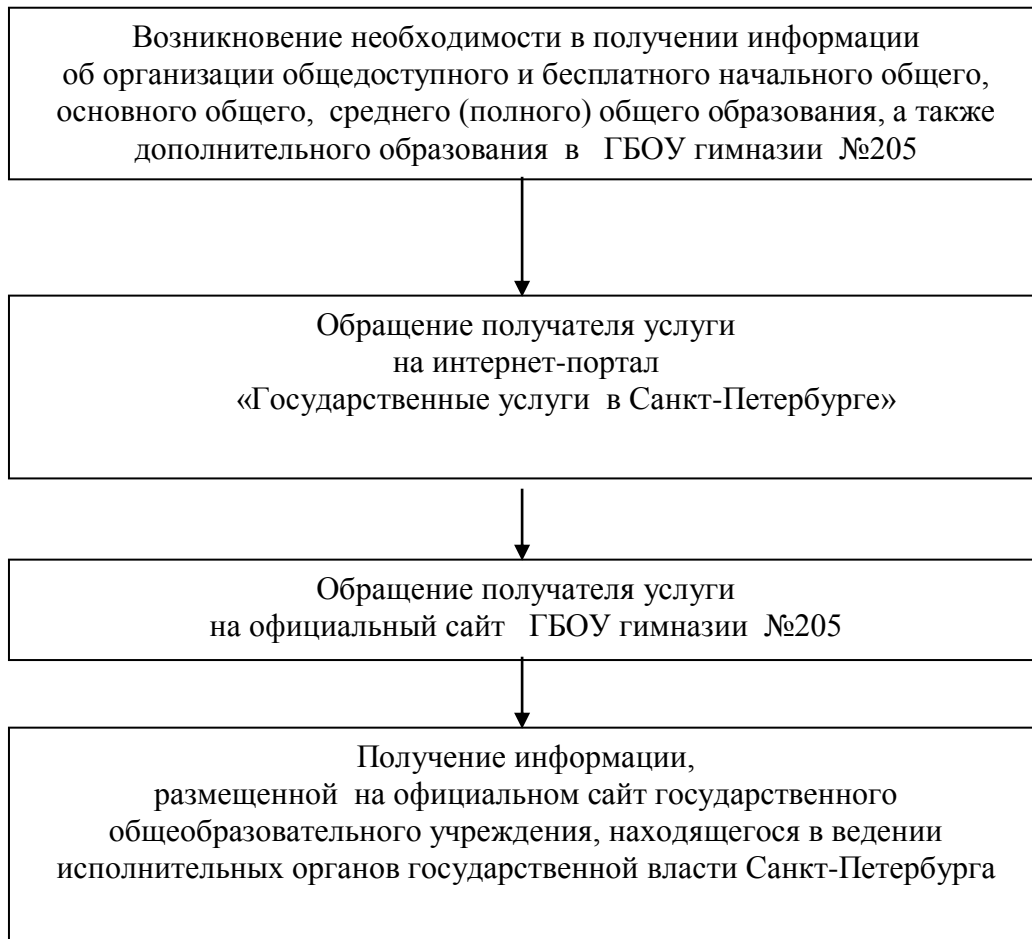 Возникновение необходимости в получении информации
об организации общедоступного и бесплатного начального общего,
основного общего, среднего (полного) общего образования, а также
дополнительного образования в ГБОУ гимназии №205
Обращение получателя услуги
на интернет-портал
«Государственные услуги в Санкт-Петербурге»
Обращение получателя услуги
на официальный сайт ГБОУ гимназии №205
Получение информации,
размещенной на официальном сайт государственного
общеобразовательного учреждения, находящегося в ведении
исполнительных органов государственной власти Санкт-Петербурга